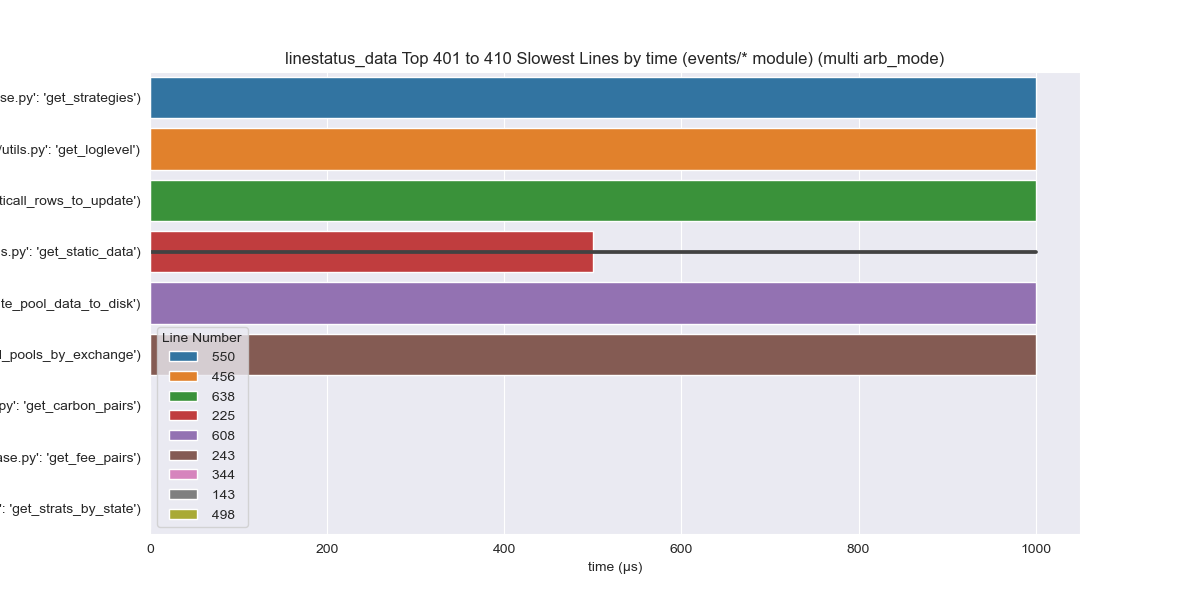 linestatus_data Top 401 to 410 Slowest Lines by time (events/* module) (multi arb_mode)
se.py': 'get_strategies')
/utils.py': 'get_loglevel')
ticall_rows_to_update')
s.py': 'get_static_data')
te_pool_data_to_disk')
l_pools_by_exchange')
py': 'get_carbon_pairs')
ase.py': 'get_fee_pairs')
': 'get_strats_by_state')
Line Number
550
456
638
225
608
243
344
143
498
0 200 400 600 800 1000
time (µs)